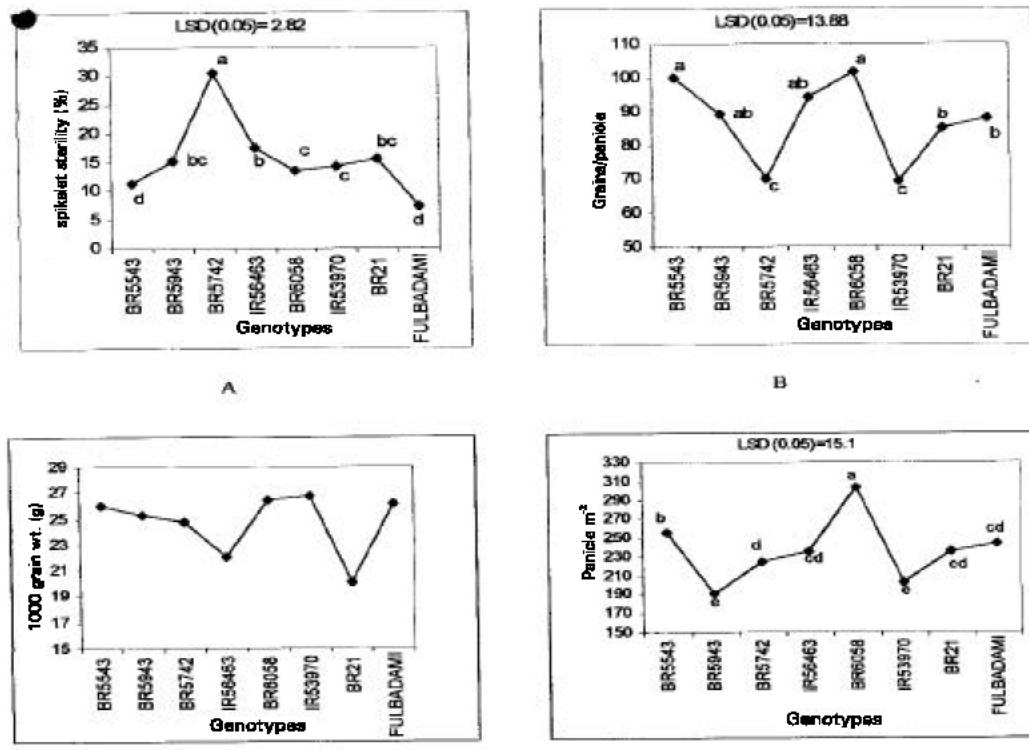 LSD(0.05)= 2.82
spikelet sterility (%)
35
30
25
20
15
10
5
0
a
bc
d
b
c
c
bc
BR5543
BR5943
BR5742
IR56463
BR6058
IR53970
BR21
FULBADAMI
Genotypes
A
LSD(0.05)=13.88
Grains/panicle
110
100
90
80
70
60
50
a
ab
c
ab
a
c
b
b
BR5543
BR5943
BR5742
IR56463
BR6058
IR53970
BR21
FULBADAMI
Genotypes
B
1000 grain wt. (g)
29
27
25
23
21
19
17
15
BR5543
BR5943
BR5742
IR56463
BR6058
IR53970
BR21
FULBADAMI
Genotypes
LSD(0.05)=15.1
Panicle m⁻²
330
310
290
270
250
230
210
190
170
150
b
e
d
cd
a
e
cd
cd
BR5543
BR5943
BR5742
IR56463
BR6058
IR53970
BR21
FULBADAMI
Genotypes